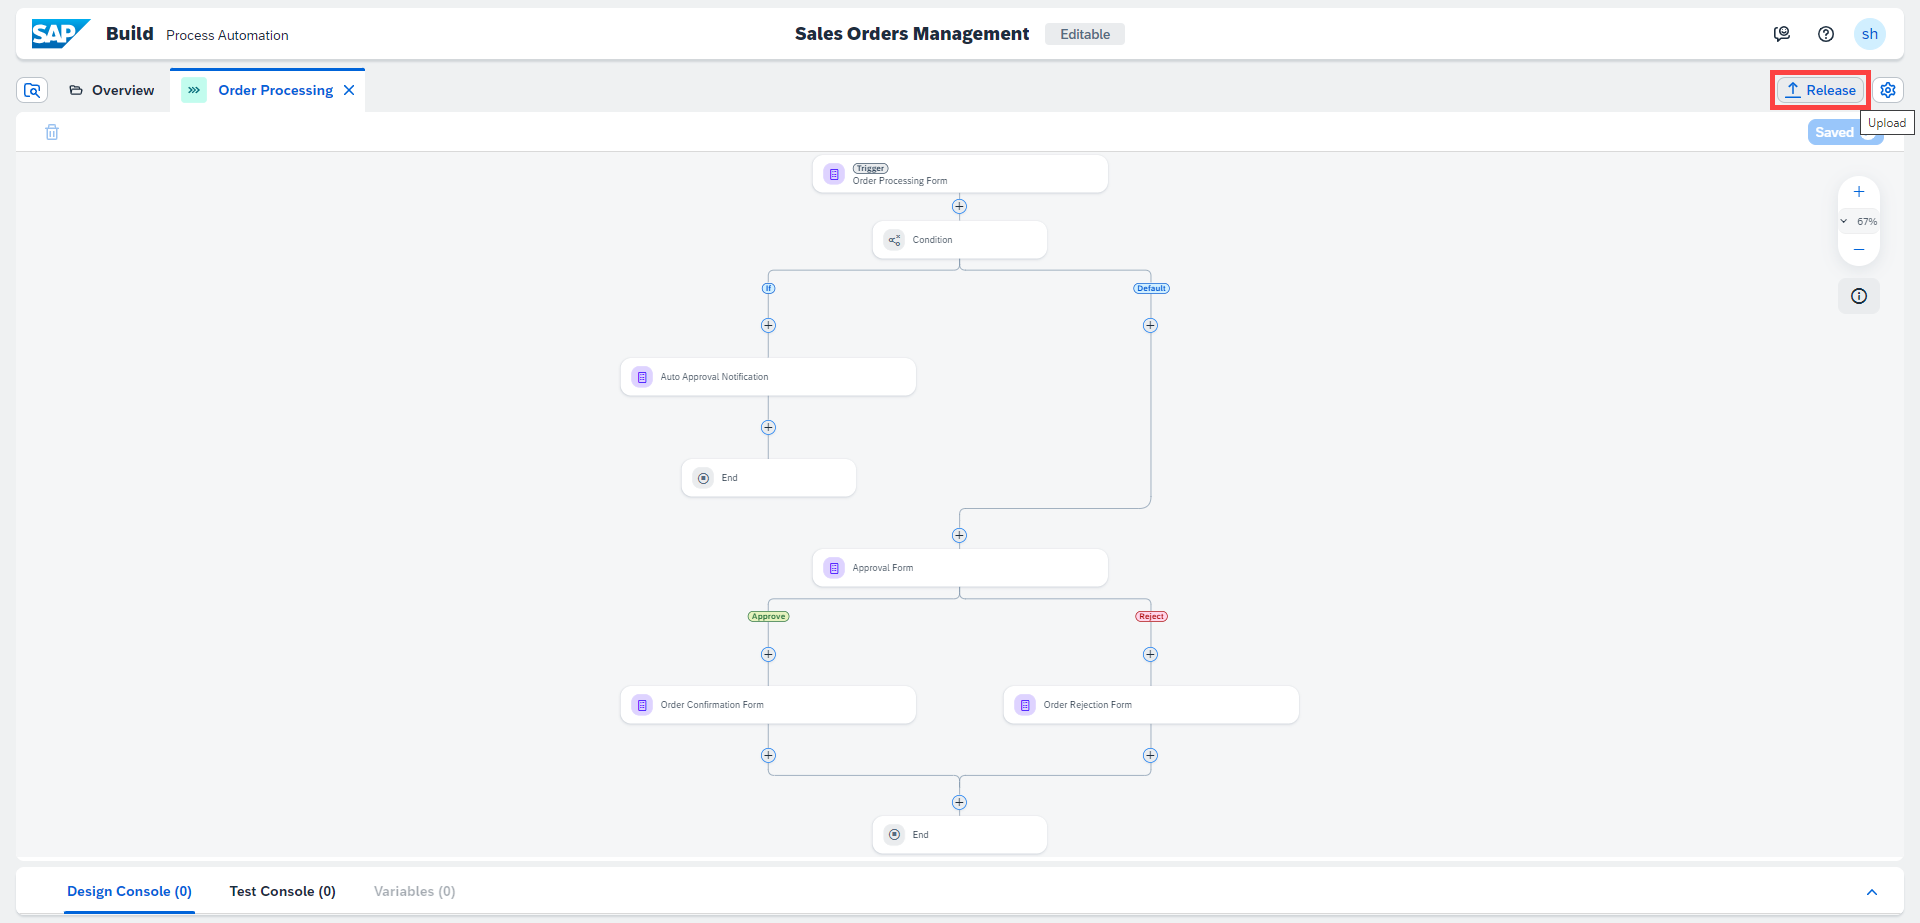 SAP Build Process Automation
Sales Orders Management Editable
sh
Overview
Order Processing
Release
Upload
Saved
67%
Trigger
Order Processing Form
Condition
If
Default
Auto Approval Notification
End
Approval Form
Approve
Reject
Order Confirmation Form
Order Rejection Form
End
Design Console (0) Test Console (0) Variables (0)